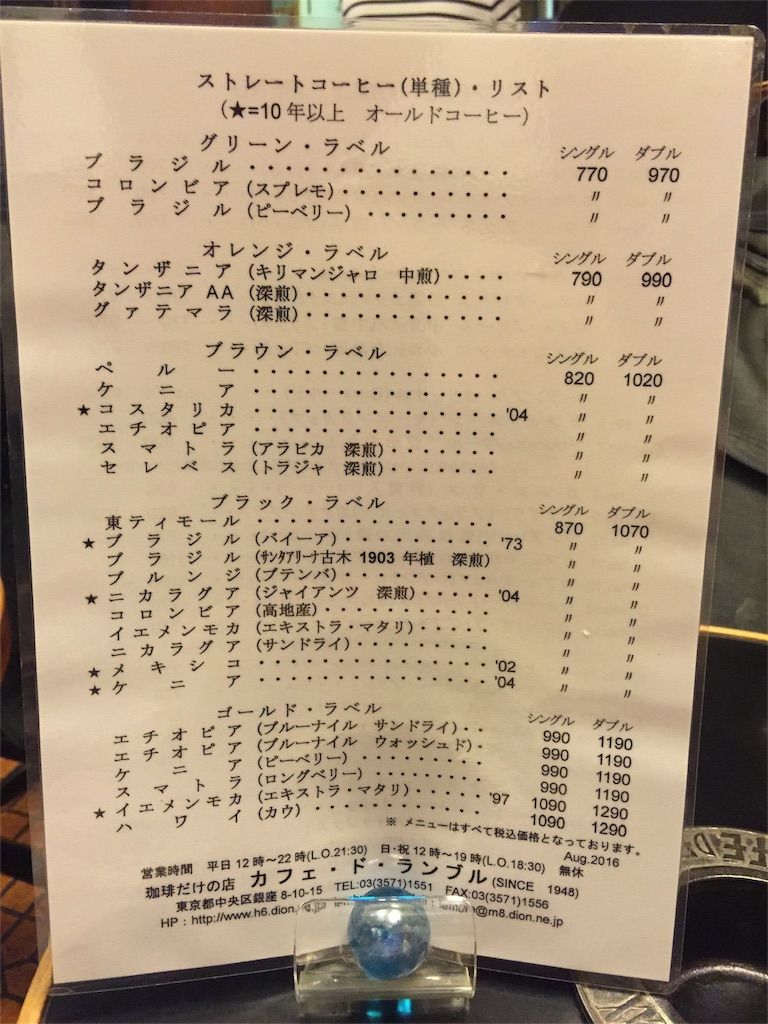 ストレートコーヒー(単種)・リスト
(★=10年以上 オールドコーヒー)
グリーン・ラベル シングル ダブル
ブラジル・・・・・・・・・・・・・・・ 770 970
コロンビア(スプレモ)・・・・・・・・・ 〃 〃
ブラジル(ピーベリー)・・・・・・・・・ 〃 〃
オレンジ・ラベル シングル ダブル
タンザニア(キリマンジャロ 中煎)・・・・ 790 990
タンザニアAA(深煎)・・・・・・・・・・・・ 〃 〃
グァテマラ(深煎)・・・・・・・・・・・・ 〃 〃
ブラウン・ラベル シングル ダブル
ペルー・・・・・・・・・・・・・・・ 820 1020
ケニア・・・・・・・・・・・・・・・ 〃 〃
★コスタリカ・・・・・・・・・・・・・・・'04 〃 〃
エチオピア・・・・・・・・・・・・・・・ 〃 〃
スマトラ(アラビカ 深煎)・・・・・・・ 〃 〃
セレベス(トラジャ 深煎)・・・・・・・ 〃 〃
ブラック・ラベル シングル ダブル
東ティモール・・・・・・・・・・・・・・・ 870 1070
★ブラジル(バイーア)・・・・・・・・・・'73 〃 〃
ブラジル(サンタアリーナ古木 1903 年植 深煎) 〃 〃
ブルンジ(ブテンバ)・・・・・・・・・・ 〃 〃
★ニカラグア(ジャイアンツ 深煎)・・・・・'04 〃 〃
コロンビア(高地産)・・・・・・・・・・・ 〃 〃
イエメンモカ(エキストラ・マタリ)・・・・・ 〃 〃
ニカラグア(サンドライ)・・・・・・・・・ 〃 〃
★メキシコ・・・・・・・・・・・・・・'02 〃 〃
★ケニア・・・・・・・・・・・・・・'04 〃 〃
ゴールド・ラベル シングル ダブル
エチオピア(ブルーナイル サンドライ)・・ 990 1190
エチオピア(ブルーナイル ウォッシュド)・ 990 1190
ケニア(ピーベリー)・・・・・・・・ 990 1190
スマトラ(ロングベリー)・・・・・・・ 990 1190
★イエメンモカ(エキストラ・マタリ)・・・・・'97 1090 1290
ハワイ(カウ)・・・・・・・・・・・ 1090 1290
※ メニューはすべて税込価格となっております。
Aug.2016
営業時間 平日12時～22時(L.O.21:30) 日・祝12時～19時(L.O.18:30) 無休
珈琲だけの店 カフェ・ド・ランブル(SINCE 1948)
東京都中央区銀座8-10-15 TEL:03(3571)1551 FAX:03(3571)1556
HP：http://www.h6.dion. @m8.dion.ne.jp